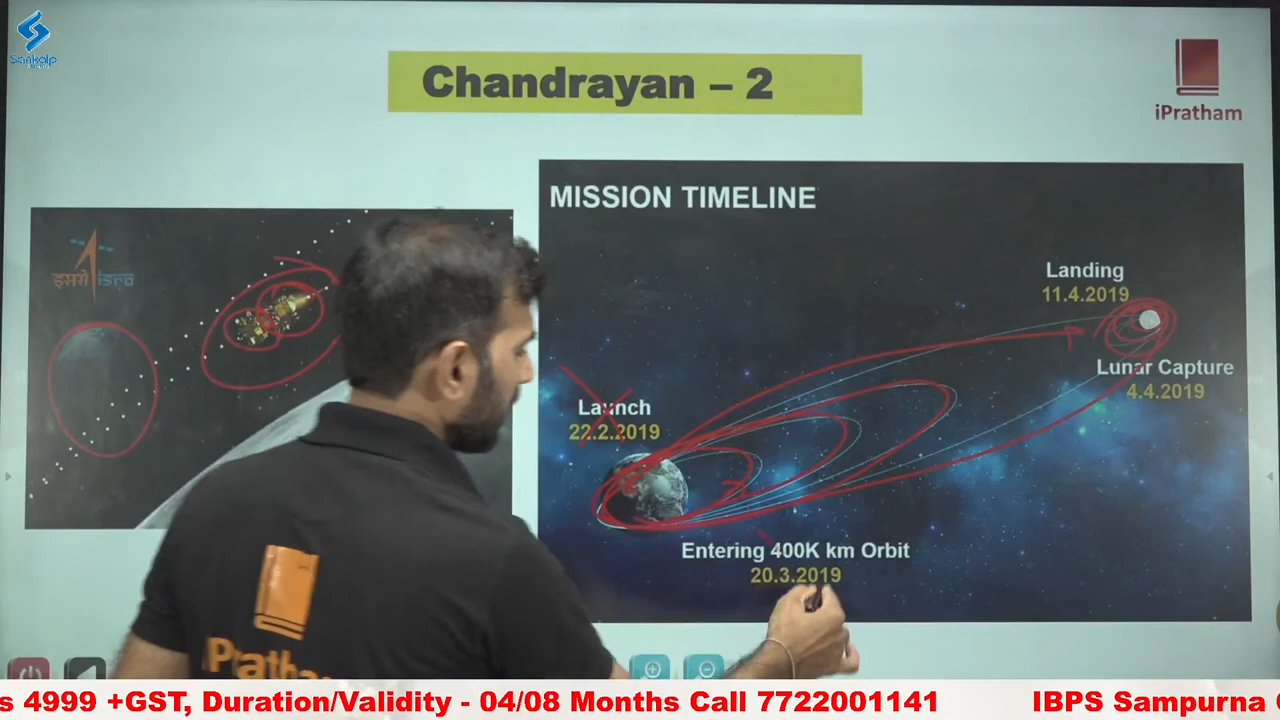 Sankalp
Chandrayan – 2
iPratham
इसरो isro
MISSION TIMELINE
Landing
11.4.2019
Lunar Capture
4.4.2019
Launch
22.2.2019
Entering 400K km Orbit
20.3.2019
iPratham
s 4999 +GST, Duration/Validity - 04/08 Months Call 7722001141 IBPS Sampurna